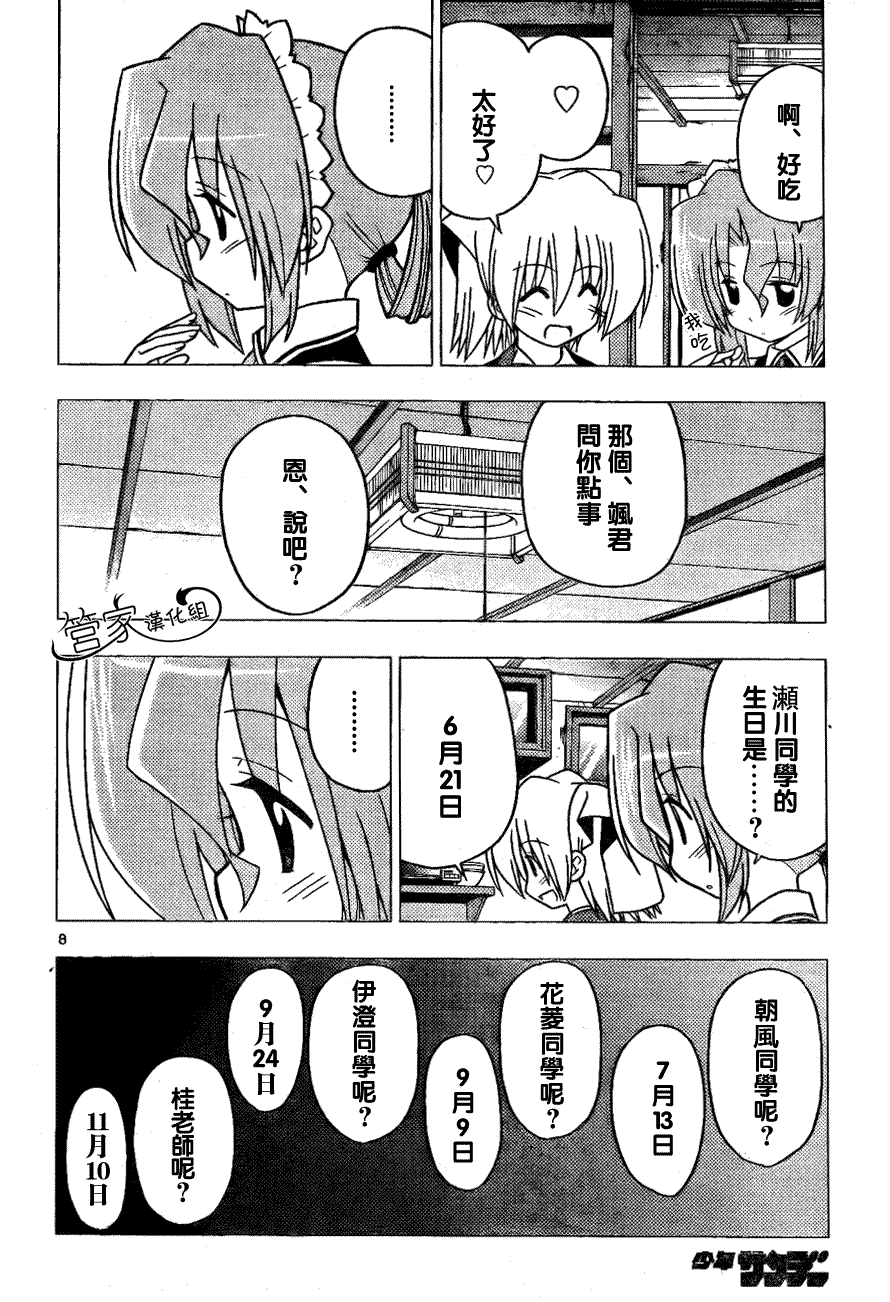 啊、好吃
♡
太好了♡
我吃
………
那個、颯君
問你點事
恩、說吧？
管家漢化組
瀨川同學的
生日是……？
6月21日
………
8
朝風同學呢？
7月13日
花菱同學呢？
9月9日
伊澄同學呢？
9月24日
桂老師呢？
11月10日
少年サンデー